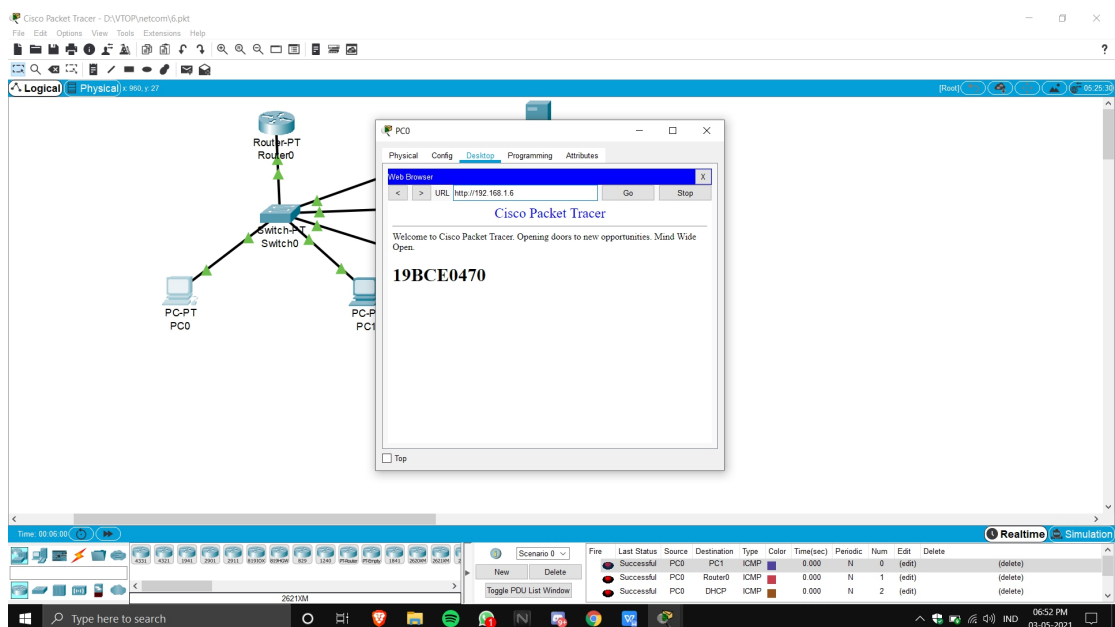 Cisco Packet Tracer - D:\VTOP\netcom\6.pkt
File Edit Options View Tools Extensions Help
?
Logical Physical x: 960, y: 27 [Root] 05:25:30
Router-PT
Router0
Switch-PT
Switch0
PC-PT
PC0
PC-P
PC1
PC0
Physical Config Desktop Programming Attributes
Web Browser X
< > URL http://192.168.1.6 Go Stop
Cisco Packet Tracer
Welcome to Cisco Packet Tracer. Opening doors to new opportunities. Mind Wide
Open.
19BCE0470
Top
Time: 00:06:00 Realtime Simulation
4331 4321 1941 2901 2911 819IOX 819HGW 829 1240 PT-Router PT-Empty 1841 2620XM 2621XM 2
2621XM
Scenario 0
New Delete
Toggle PDU List Window
Fire Last Status Source Destination Type Color Time(sec) Periodic Num Edit Delete
Successful PC0 PC1 ICMP 0.000 N 0 (edit) (delete)
Successful PC0 Router0 ICMP 0.000 N 1 (edit) (delete)
Successful PC0 DHCP ICMP 0.000 N 2 (edit) (delete)
Type here to search IND 06:52 PM
03-05-2021